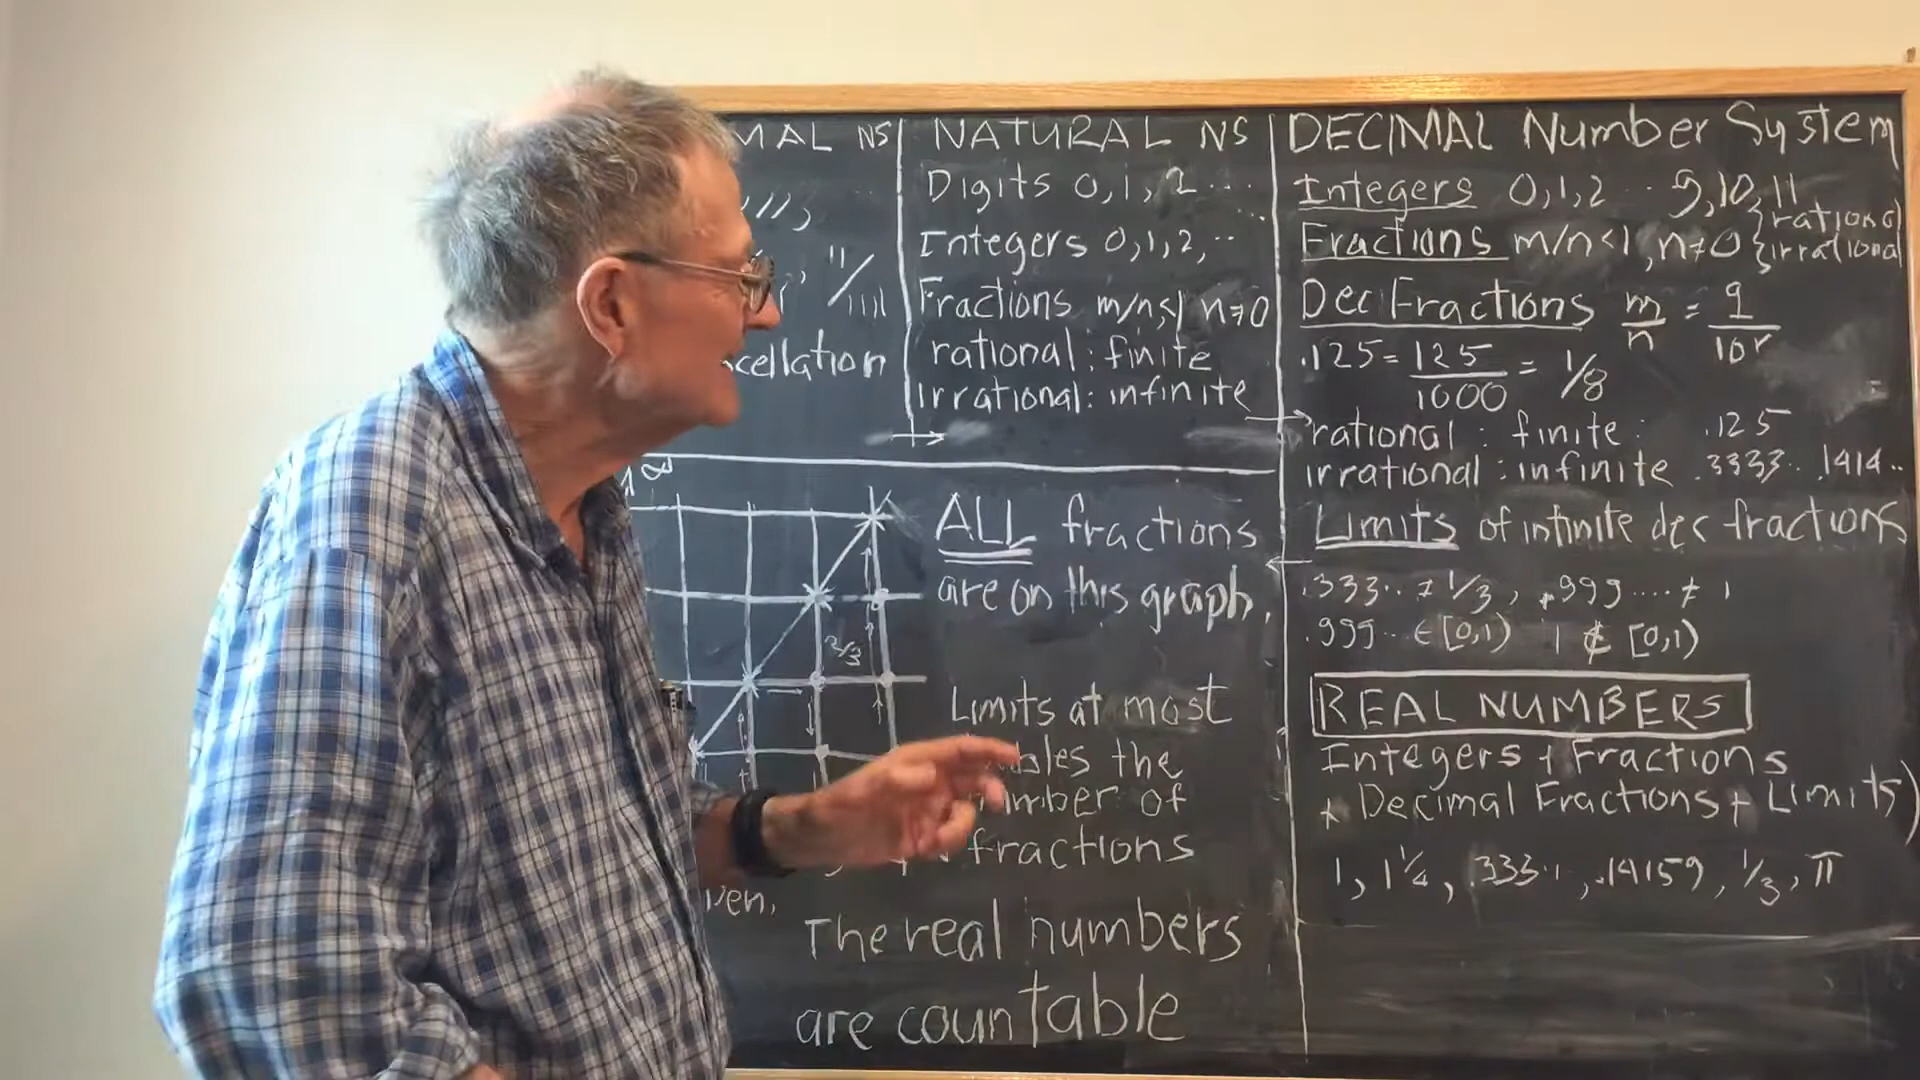 MAL NS
cellation
NATURAL NS
Digits 0, 1, 2 ...
Integers 0, 1, 2, ..
Fractions m/n<1 n≠0
rational : finite
irrational : infinite
ALL fractions
are on this graph.
2/3
Limits at most
the
of
fractions
ven,
The real numbers
are countable
DECIMAL Number System
Integers 0, 1, 2 .. 9, 10, 11
Fractions m/n<1, n≠0 { rational
{ irrational
Dec Fractions m/n = q/10r
.125 = 125/1000 = 1/8
rational : finite : .125
irrational : infinite .3333.. .1414..
Limits of infinite dec fractions
.333.. ≠ 1/3, .999.... ≠ 1
.999.. ∈ [0,1) 1 ∉ [0,1)
REAL NUMBERS
Integers + Fractions
+ Decimal Fractions + Limits)
1, 1 1/4, .333.., .14159, 1/3, π